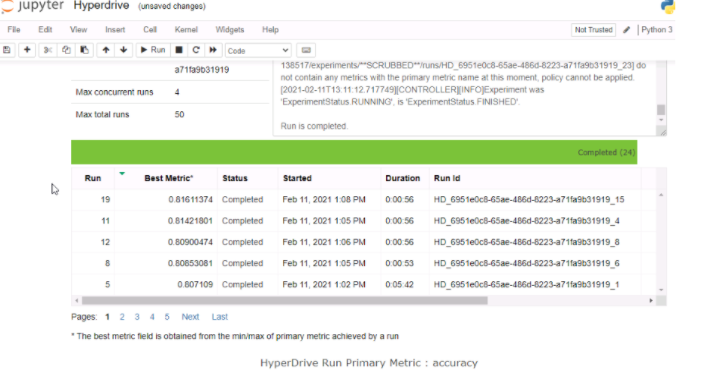 jupyter Hyperdrive (unsaved changes)
File Edit View Insert Cell Kernel Widgets Help Not Trusted Python 3
Run Code
a71fa9b31919
Max concurrent runs 4
Max total runs 50
138517/experiments/**SCRUBBED**/runs/HD_6951e0c8-65ae-486d-8223-a71fa9b31919_23] do
not contain any metrics with the primary metric name at this moment, policy cannot be applied.
[2021-02-11T13:11:12.717749][CONTROLLER][INFO]Experiment was
'ExperimentStatus.RUNNING', is 'ExperimentStatus.FINISHED'.
Run is completed.
Completed (24)
Run Best Metric* Status Started Duration Run Id
19 0.81611374 Completed Feb 11, 2021 1:08 PM 0:00:56 HD_6951e0c8-65ae-486d-8223-a71fa9b31919_15
11 0.81421801 Completed Feb 11, 2021 1:05 PM 0:00:56 HD_6951e0c8-65ae-486d-8223-a71fa9b31919_4
12 0.80900474 Completed Feb 11, 2021 1:06 PM 0:00:56 HD_6951e0c8-65ae-486d-8223-a71fa9b31919_8
8 0.80853081 Completed Feb 11, 2021 1:05 PM 0:00:53 HD_6951e0c8-65ae-486d-8223-a71fa9b31919_6
5 0.807109 Completed Feb 11, 2021 1:02 PM 0:05:42 HD_6951e0c8-65ae-486d-8223-a71fa9b31919_1
Pages: 1 2 3 4 5 Next Last
* The best metric field is obtained from the min/max of primary metric achieved by a run
HyperDrive Run Primary Metric : accuracy